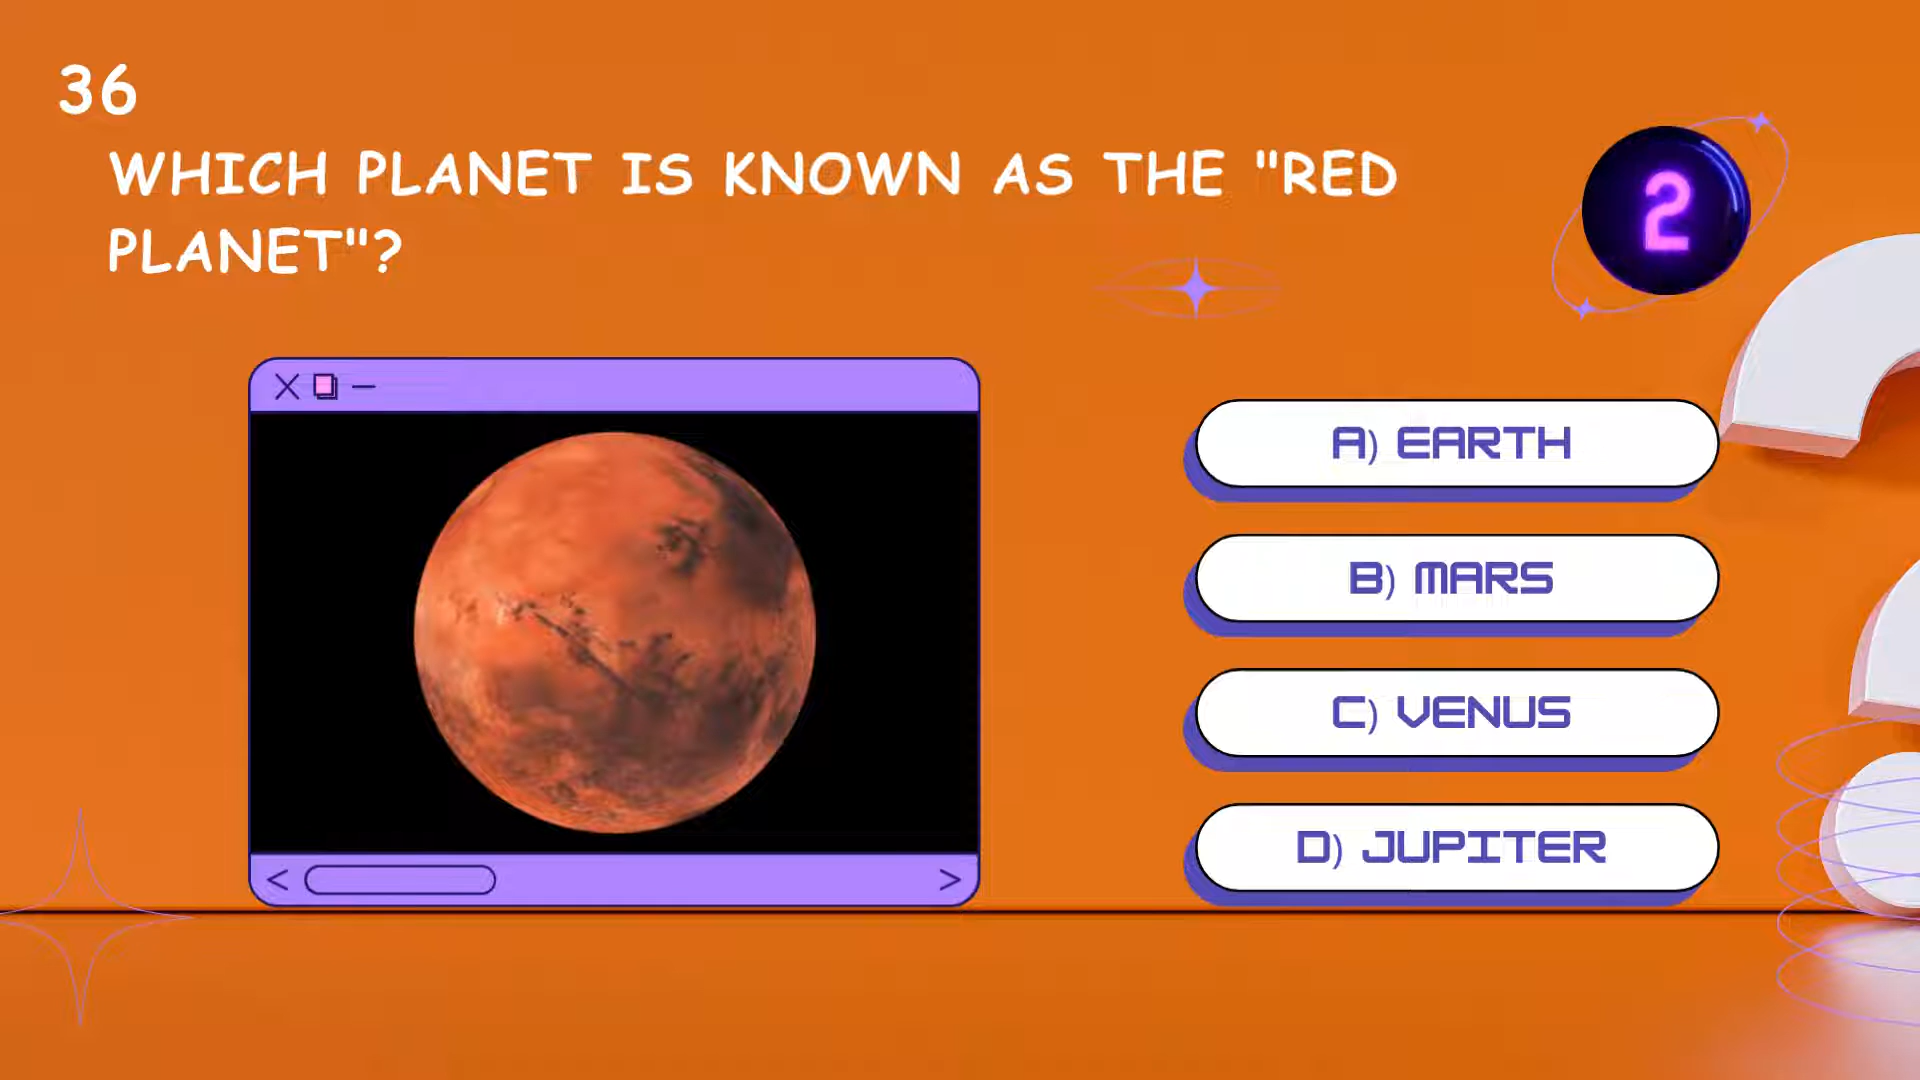 36
WHICH PLANET IS KNOWN AS THE "RED
PLANET"?
2
A) EARTH
B) MARS
C) VENUS
D) JUPITER